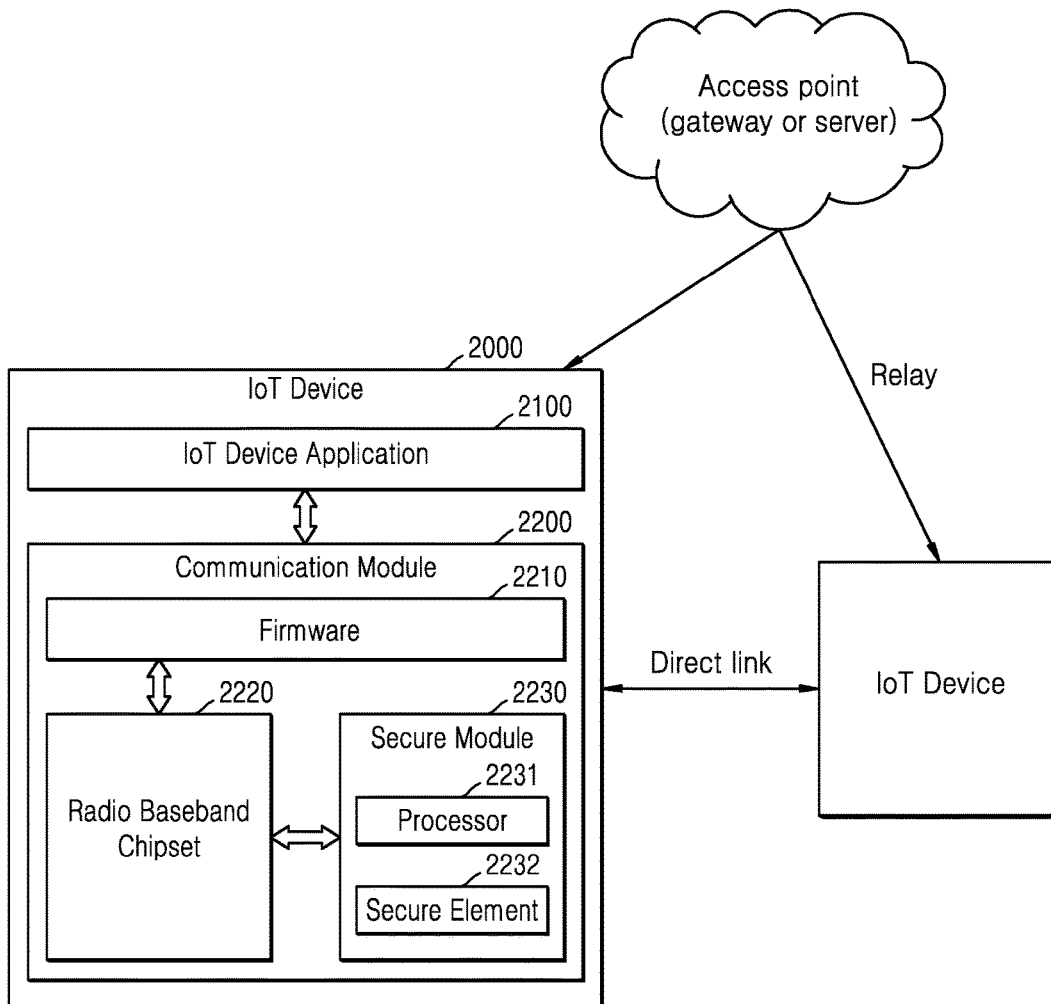 Access point
(gateway or server)
2000
IoT Device
Relay
2100
IoT Device Application
2200
Communication Module
2210
Firmware
Direct link
IoT Device
2220
2230
Radio Baseband
Chipset
Secure Module
2231
Processor
2232
Secure Element